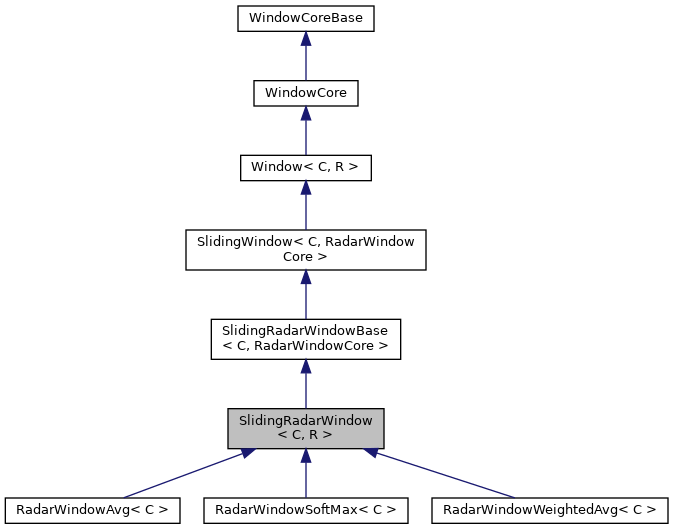 WindowCoreBase
WindowCore
Window< C, R >
SlidingWindow< C, RadarWindow
Core >
SlidingRadarWindowBase
< C, RadarWindowCore >
SlidingRadarWindow
< C, R >
RadarWindowAvg< C >
RadarWindowSoftMax< C >
RadarWindowWeightedAvg< C >